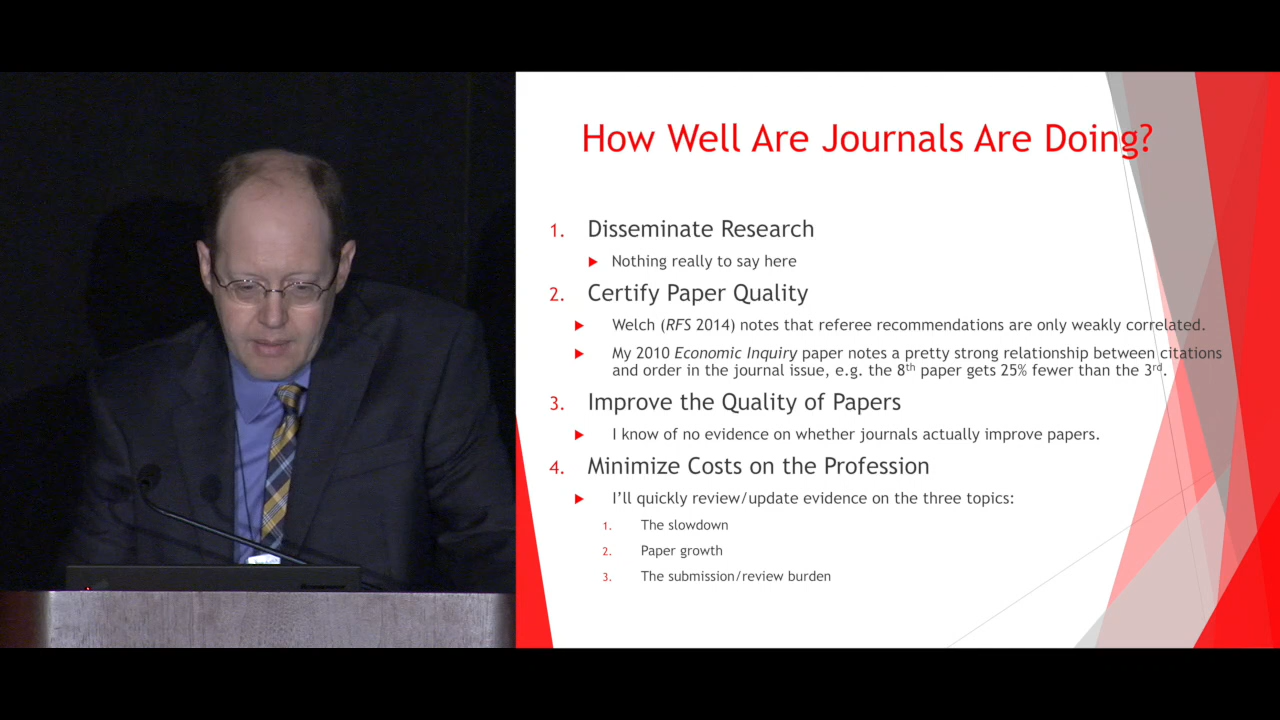 How Well Are Journals Are Doing?
1. Disseminate Research
Nothing really to say here
2. Certify Paper Quality
Welch (RFS 2014) notes that referee recommendations are only weakly correlated.
My 2010 Economic Inquiry paper notes a pretty strong relationship between citations
and order in the journal issue, e.g. the 8th paper gets 25% fewer than the 3rd.
3. Improve the Quality of Papers
I know of no evidence on whether journals actually improve papers.
4. Minimize Costs on the Profession
I'll quickly review/update evidence on the three topics:
1. The slowdown
2. Paper growth
3. The submission/review burden